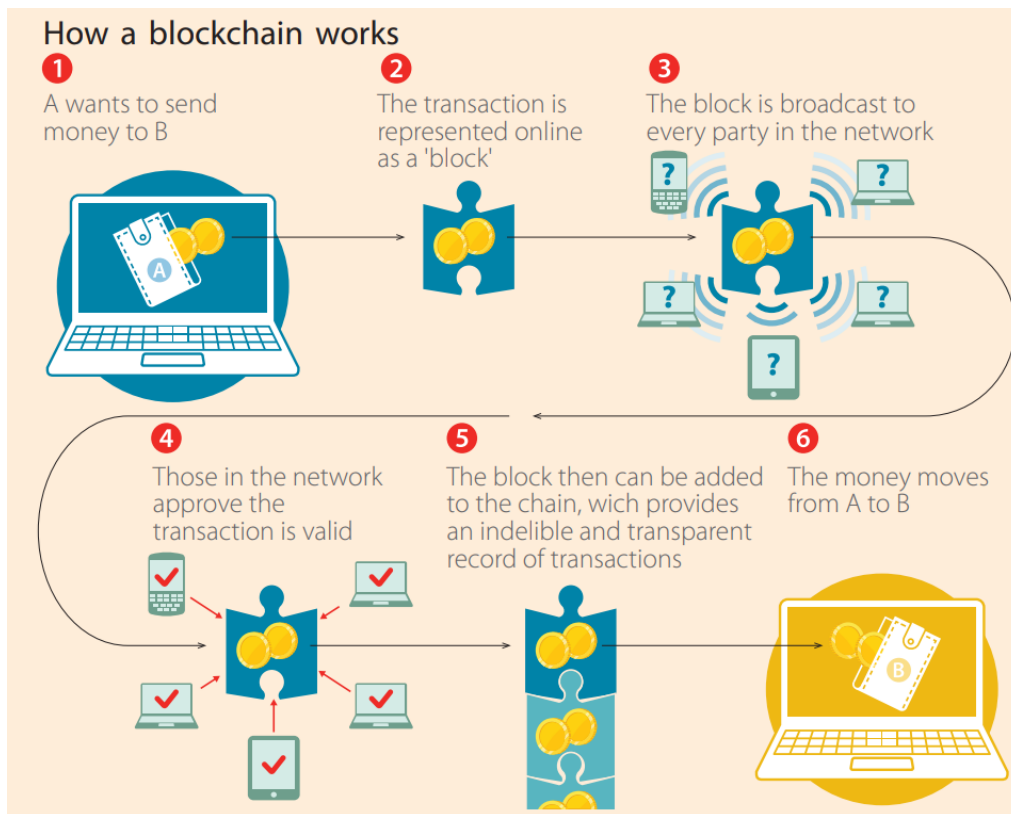 How a blockchain works
1
A wants to send
money to B
2
The transaction is
represented online
as a 'block'
3
The block is broadcast to
every party in the network
A
?
?
?
?
?
4
Those in the network
approve the
transaction is valid
5
The block then can be added
to the chain, wich provides
an indelible and transparent
record of transactions
6
The money moves
from A to B
B